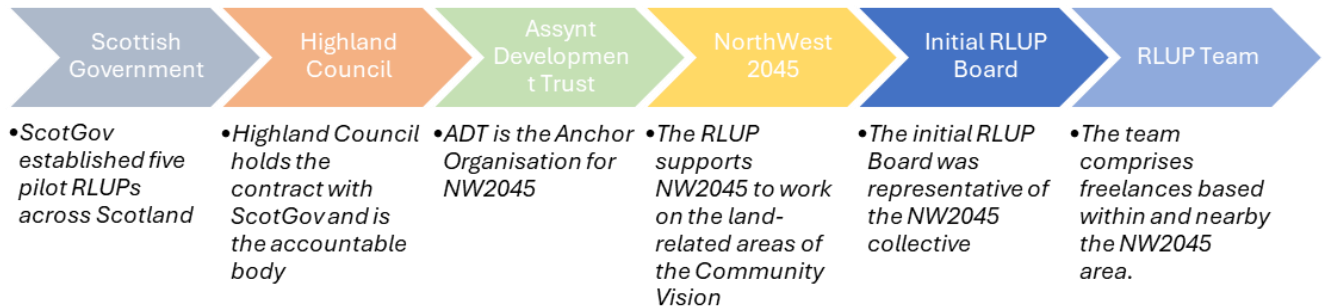 Scottish
Government
Highland
Council
Assynt
Developmen
t Trust
NorthWest
2045
Initial RLUP
Board
RLUP Team
•ScotGov
established five
pilot RLUPs
across Scotland
•Highland Council
holds the
contract with
ScotGov and is
the accountable
body
•ADT is the Anchor
Organisation for
NW2045
•The RLUP
supports
NW2045 to work
on the land-
related areas of
the Community
Vision
•The initial RLUP
Board was
representative of
the NW2045
collective
•The team
comprises
freelances based
within and nearby
the NW2045
area.